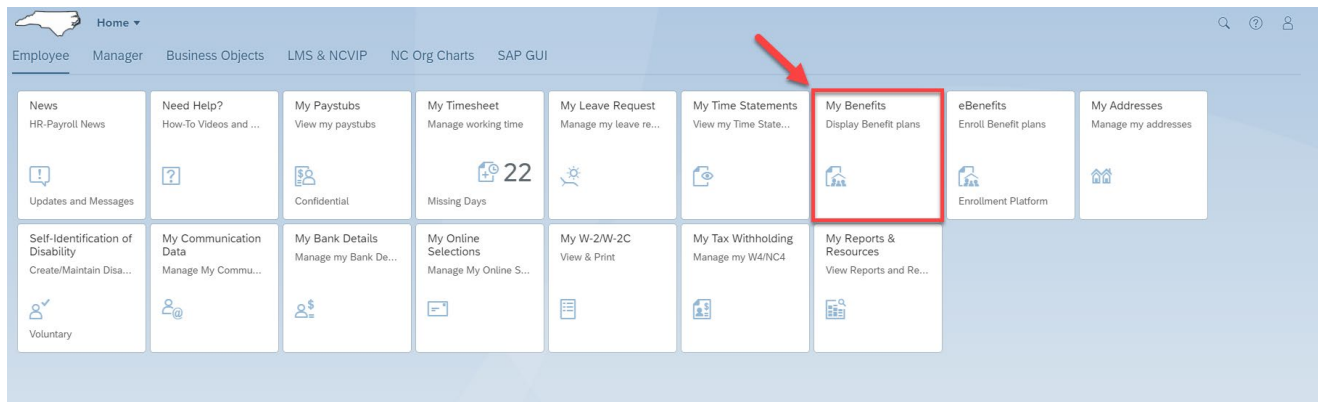 Home
Employee Manager Business Objects LMS & NCVIP NC Org Charts SAP GUI
News
HR-Payroll News
Updates and Messages
Need Help?
How-To Videos and ...
My Paystubs
View my paystubs
Confidential
My Timesheet
Manage working time
22
Missing Days
My Leave Request
Manage my leave re...
My Time Statements
View my Time State...
My Benefits
Display Benefit plans
eBenefits
Enroll Benefit plans
Enrollment Platform
My Addresses
Manage my addresses
Self-Identification of
Disability
Create/Maintain Disa...
Voluntary
My Communication
Data
Manage My Commu...
My Bank Details
Manage my Bank De...
My Online
Selections
Manage My Online S...
My W-2/W-2C
View & Print
My Tax Withholding
Manage my W4/NC4
My Reports &
Resources
View Reports and Re...